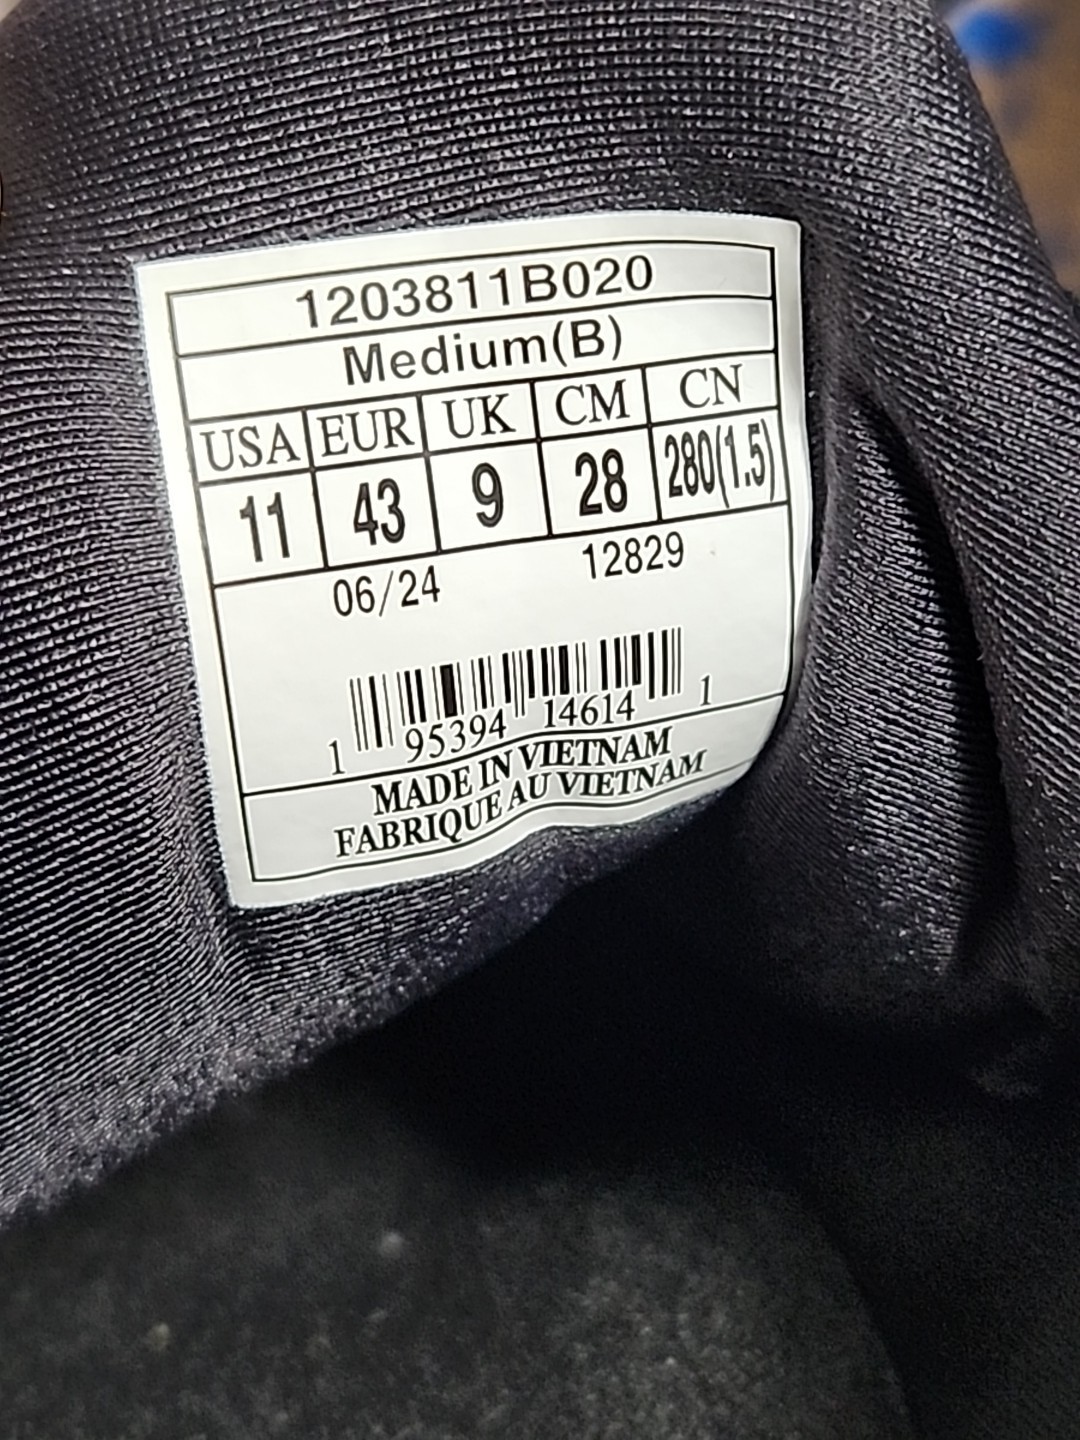 1203811B020
Medium(B)
USA EUR UK CM CN
11 43 9 28 280(1.5)
06/24 12829
1 95394 14614 1
MADE IN VIETNAM
FABRIQUE AU VIETNAM